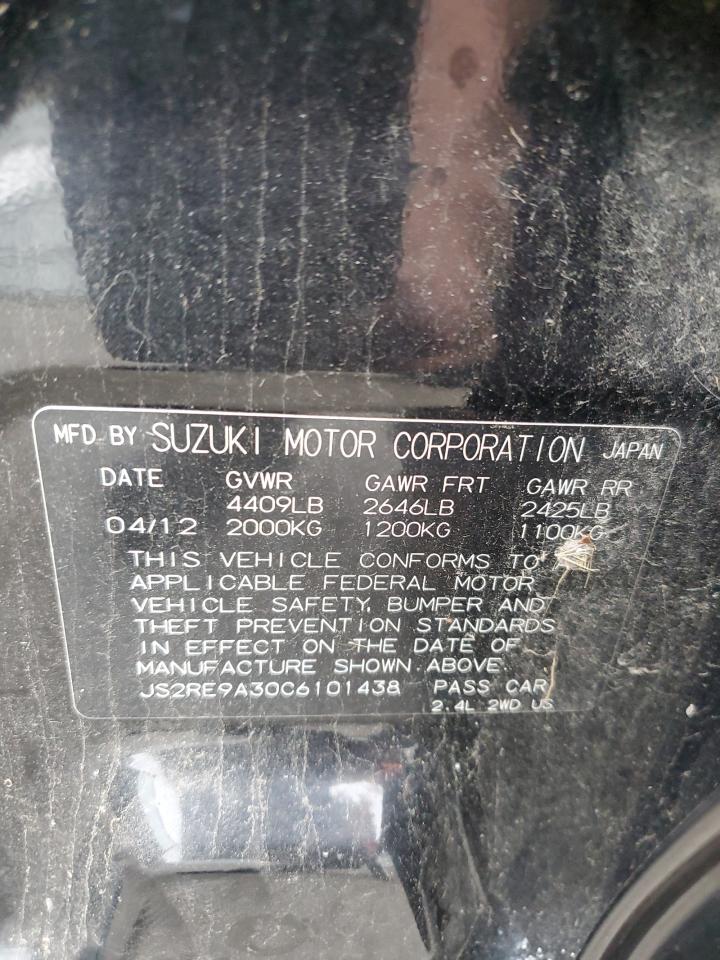 MFD BY SUZUKI MOTOR CORPORATION JAPAN
DATE GVWR GAWR FRT GAWR RR
4409LB 2646LB 2425LB
04/12 2000KG 1200KG 1100KG
THIS VEHICLE CONFORMS TO
APPLICABLE FEDERAL MOTOR
VEHICLE SAFETY, BUMPER AND
THEFT PREVENTION STANDARDS
IN EFFECT ON THE DATE OF
MANUFACTURE SHOWN ABOVE.
JS2RE9A30C6101438 PASS CAR
2.4L 2WD US